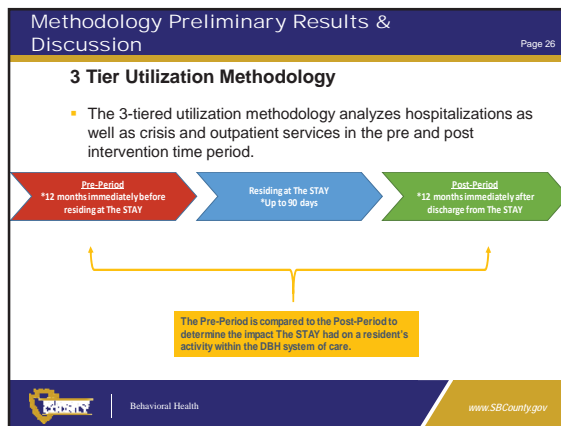 Methodology Preliminary Results &
Discussion
Page 26
3 Tier Utilization Methodology
▪ The 3-tiered utilization methodology analyzes hospitalizations as
well as crisis and outpatient services in the pre and post
intervention time period.
Pre-Period
*12 months immediately before
residing at The STAY
Residing at The STAY
*Up to 90 days
Post-Period
*12 months immediately after
discharge from The STAY
The Pre-Period is compared to the Post-Period to
determine the impact The STAY had on a resident's
activity within the DBH system of care.
COUNTY
Behavioral Health
www.SBCounty.gov